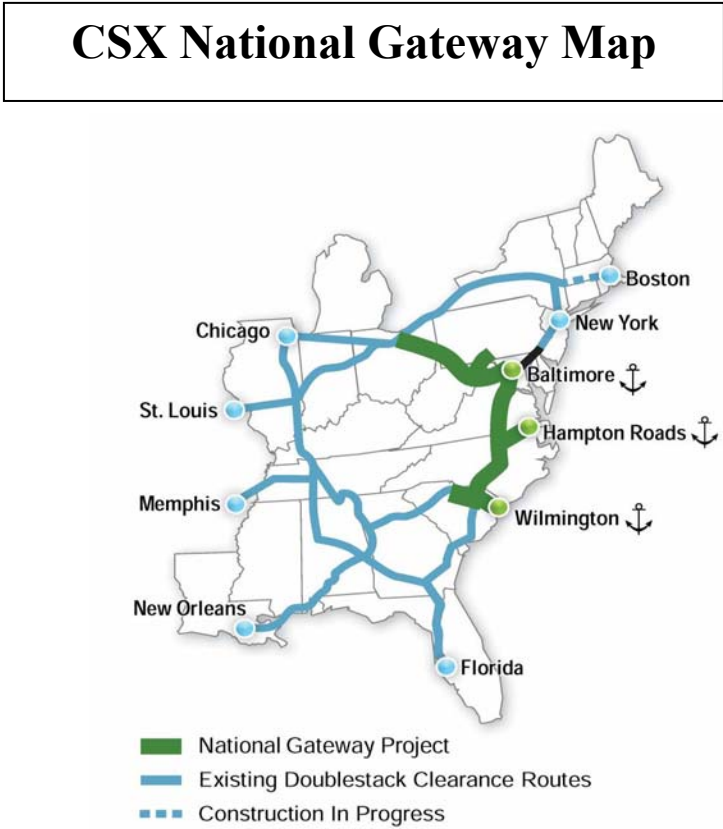 CSX National Gateway Map
Boston
New York
Chicago
Baltimore
St. Louis
Hampton Roads
Memphis
Wilmington
New Orleans
Florida
National Gateway Project
Existing Doublestack Clearance Routes
Construction In Progress